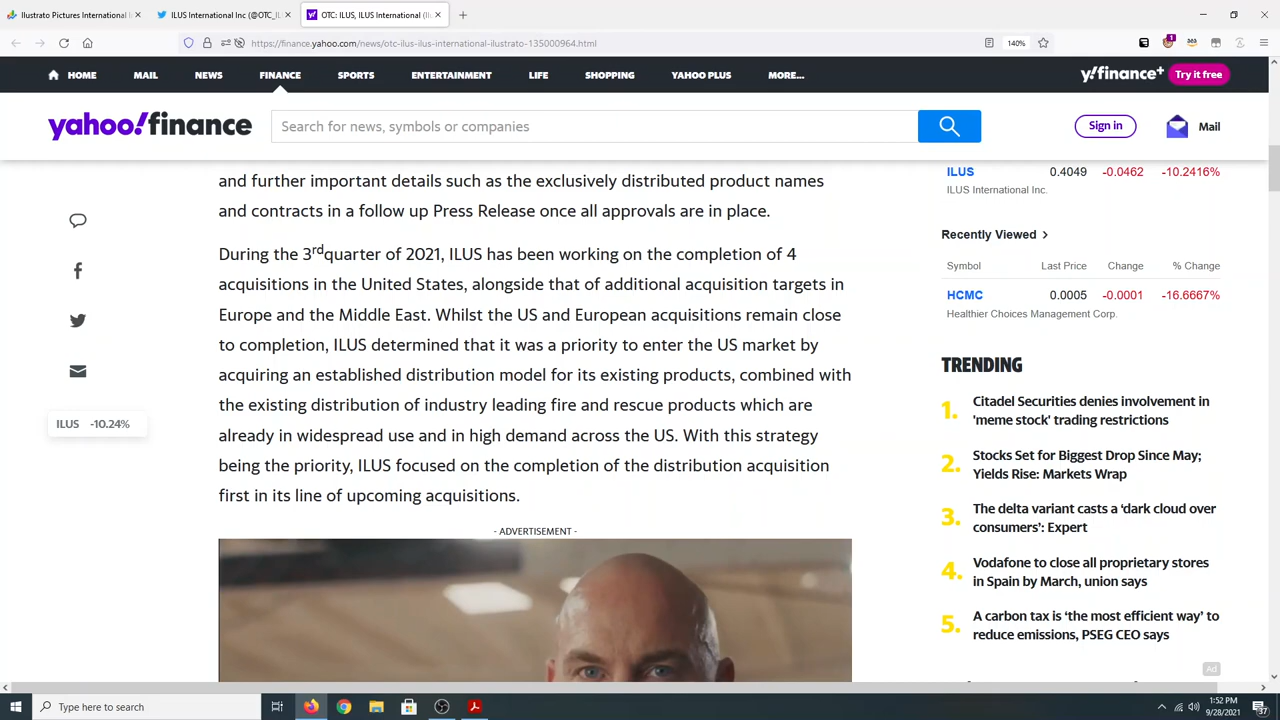 Ilustrato Pictures International I
ILUS International Inc (@OTC_IL
OTC: ILUS, ILUS International (Ilu
https://finance.yahoo.com/news/otc-ilus-ilus-international-ilustrato-135000964.html
140%
HOME
MAIL
NEWS
FINANCE
SPORTS
ENTERTAINMENT
LIFE
SHOPPING
YAHOO PLUS
MORE...
y!finance+
Try it free
yahoo!finance
Search for news, symbols or companies
Sign in
Mail
and further important details such as the exclusively distributed product names
and contracts in a follow up Press Release once all approvals are in place.
During the 3rdquarter of 2021, ILUS has been working on the completion of 4
acquisitions in the United States, alongside that of additional acquisition targets in
Europe and the Middle East. Whilst the US and European acquisitions remain close
to completion, ILUS determined that it was a priority to enter the US market by
acquiring an established distribution model for its existing products, combined with
the existing distribution of industry leading fire and rescue products which are
already in widespread use and in high demand across the US. With this strategy
being the priority, ILUS focused on the completion of the distribution acquisition
first in its line of upcoming acquisitions.
- ADVERTISEMENT -
ILUS -10.24%
ILUS 0.4049 -0.0462 -10.2416%
ILUS International Inc.
Recently Viewed
Symbol Last Price Change % Change
HCMC 0.0005 -0.0001 -16.6667%
Healthier Choices Management Corp.
TRENDING
1. Citadel Securities denies involvement in
'meme stock' trading restrictions
2. Stocks Set for Biggest Drop Since May;
Yields Rise: Markets Wrap
3. The delta variant casts a ‘dark cloud over
consumers’: Expert
4. Vodafone to close all proprietary stores
in Spain by March, union says
5. A carbon tax is ‘the most efficient way’ to
reduce emissions, PSEG CEO says
Ad
Type here to search
1:52 PM
9/28/2021
37